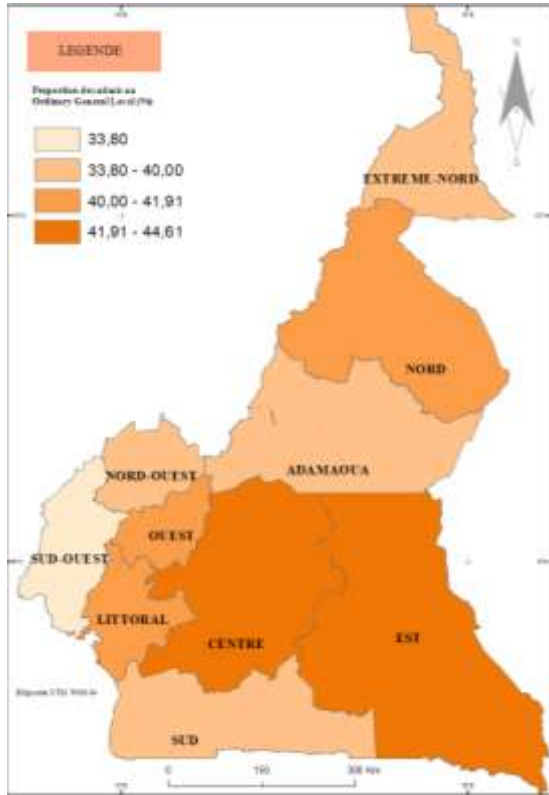 LEGENDE
Proportion des admis au
Ordinary General Level (%)
33,80
33,80 - 40,00
40,00 - 41,91
41,91 - 44,61
N
EXTREME-NORD
NORD
ADAMAOUA
NORD-OUEST
OUEST
SUD-OUEST
LITTORAL
CENTRE
EST
SUD
0 150 300 Km